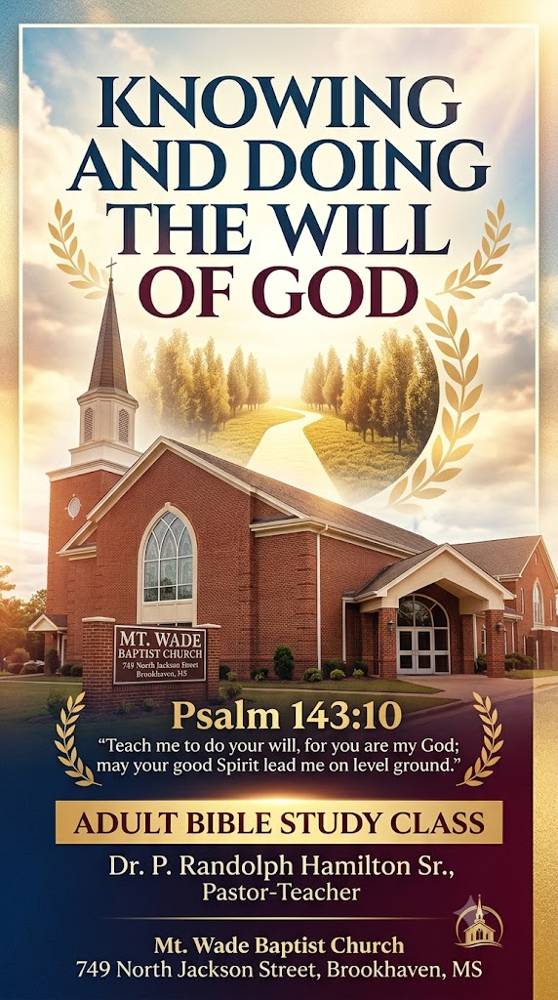 KNOWING
AND DOING
THE WILL
OF GOD
MT. WADE
BAPTIST CHURCH
749 North Jackson Street
Brookhaven, MS
Psalm 143:10
“Teach me to do your will, for you are my God;
may your good Spirit lead me on level ground.”
ADULT BIBLE STUDY CLASS
Dr. P. Randolph Hamilton Sr.,
Pastor-Teacher
Mt. Wade Baptist Church
749 North Jackson Street, Brookhaven, MS